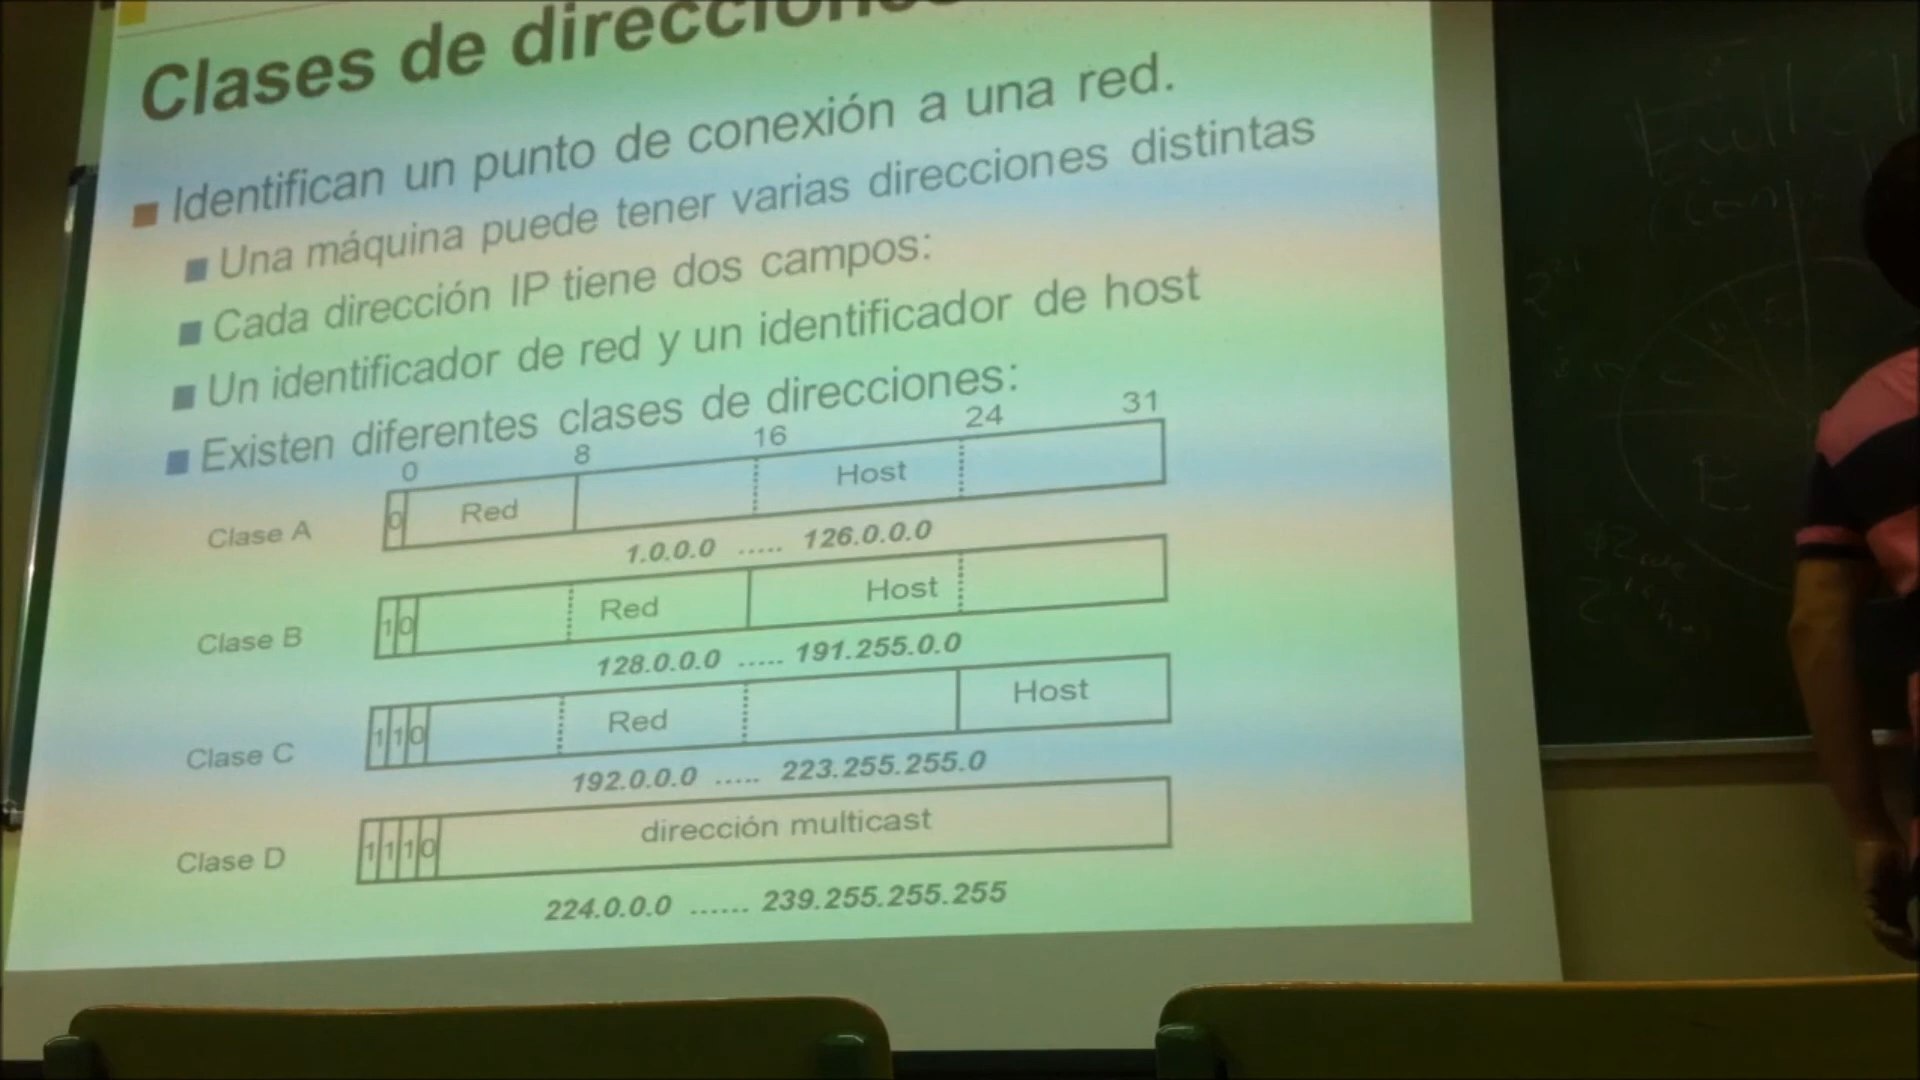 Clases de direcciones
Identifican un punto de conexión a una red.
Una máquina puede tener varias direcciones distintas
Cada dirección IP tiene dos campos:
Un identificador de red y un identificador de host
Existen diferentes clases de direcciones:
0 8 16 24 31
Clase A 0 Red Host
1.0.0.0 ..... 126.0.0.0
Clase B 1 0 Red Host
128.0.0.0 ..... 191.255.0.0
Clase C 1 1 0 Red Host
192.0.0.0 ..... 223.255.255.0
Clase D 1 1 1 0 dirección multicast
224.0.0.0 ...... 239.255.255.255